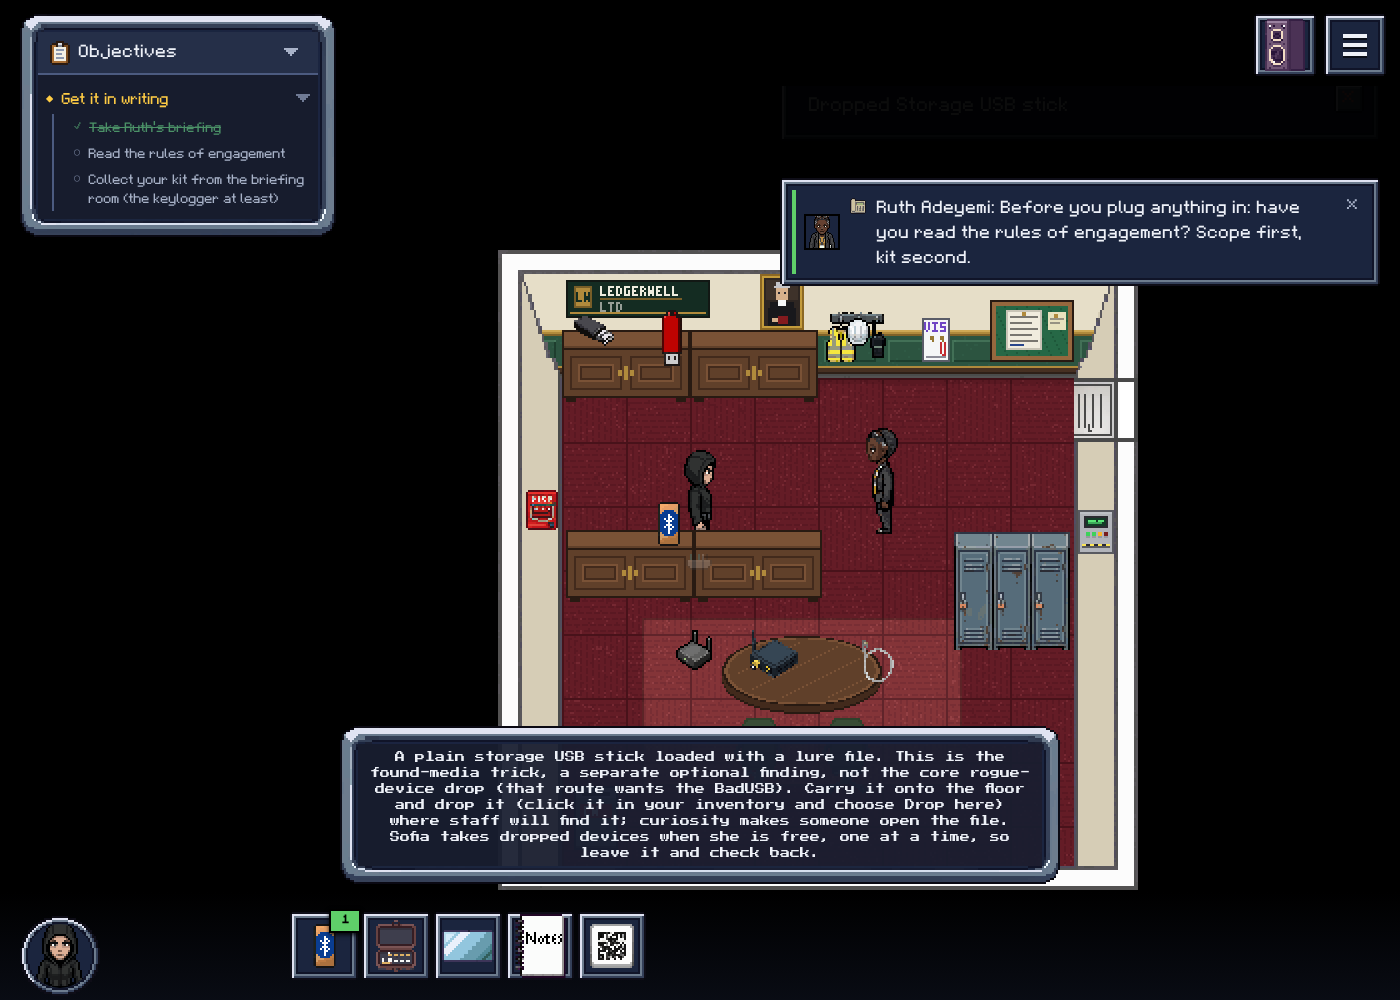 Objectives
Get it in writing
Take Ruth's briefing
Read the rules of engagement
Collect your kit from the briefing
room (the keylogger at least)
Dropped Storage USB stick
Ruth Adeyemi: Before you plug anything in: have
you read the rules of engagement? Scope first,
kit second.
LW LEDGERWELL
LTD
VIS
FIRE
A plain storage USB stick loaded with a lure file. This is the
found-media trick, a separate optional finding, not the core rogue-
device drop (that route wants the BadUSB). Carry it onto the floor
and drop it (click it in your inventory and choose Drop here)
where staff will find it; curiosity makes someone open the file.
Sofia takes dropped devices when she is free, one at a time, so
leave it and check back.
1
Notes